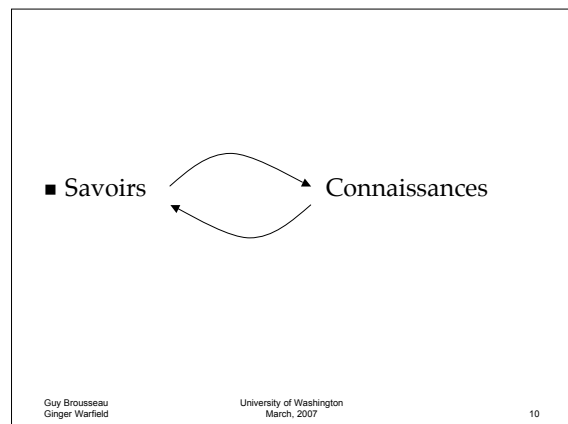 ■ Savoirs Connaissances
Guy Brousseau
Ginger Warfield
University of Washington
March, 2007
10